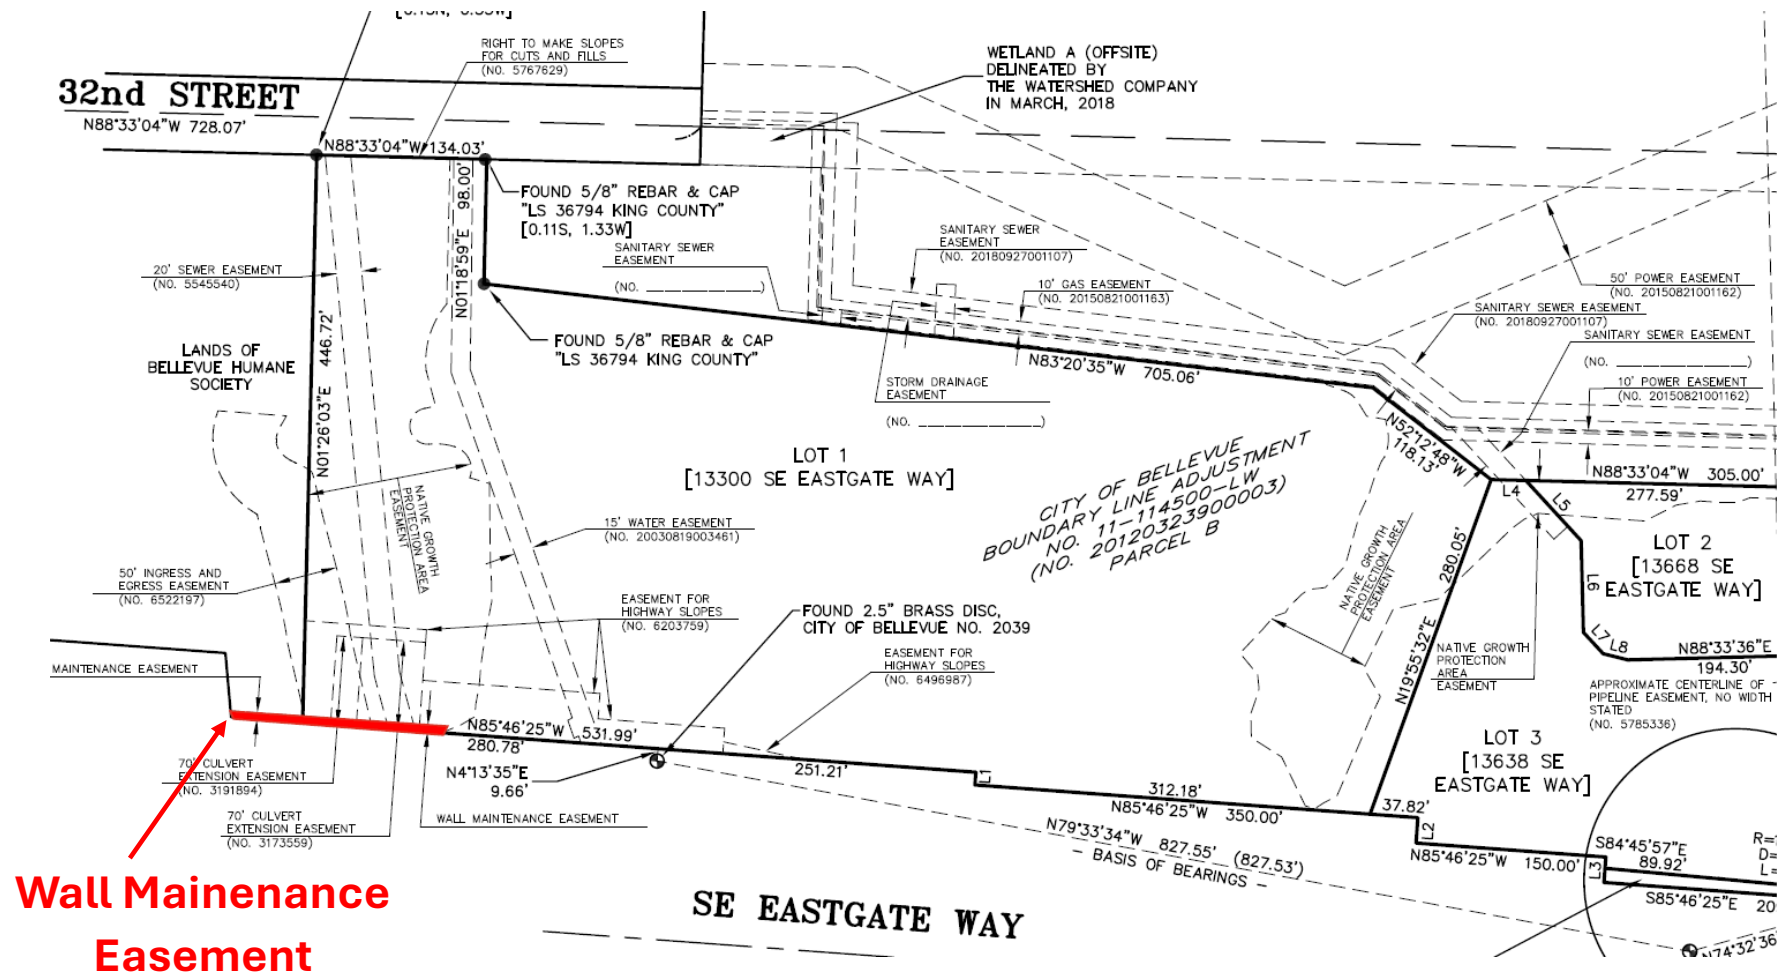 RIGHT TO MAKE SLOPES
FOR CUTS AND FILLS
(NO. 5767629)
WETLAND A (OFFSITE)
DELINEATED BY
THE WATERSHED COMPANY
IN MARCH, 2018
32nd STREET
N88°33'04"W 728.07'
N88°33'04"W 134.03'
N01°18'59"E 98.00'
FOUND 5/8" REBAR & CAP
"LS 36794 KING COUNTY"
[0.11S, 1.33W]
SANITARY SEWER
EASEMENT
(NO. ______________)
SANITARY SEWER
EASEMENT
(NO. 20180927001107)
10' GAS EASEMENT
(NO. 20150821001163)
50' POWER EASEMENT
(NO. 20150821001162)
SANITARY SEWER EASEMENT
(NO. 20180927001107)
SANITARY SEWER EASEMENT
(NO. ______________)
10' POWER EASEMENT
(NO. 20150821001162)
20' SEWER EASEMENT
(NO. 5545540)
FOUND 5/8" REBAR & CAP
"LS 36794 KING COUNTY"
LANDS OF
BELLEVUE HUMANE
SOCIETY
N01°26'03"E 446.72'
N83°20'35"W 705.06'
STORM DRAINAGE
EASEMENT
(NO. ______________)
N52°12'48"W
118.13'
N88°33'04"W 305.00'
277.59'
L4
L5
LOT 1
[13300 SE EASTGATE WAY]
CITY OF BELLEVUE
BOUNDARY LINE ADJUSTMENT
NO. 11-114500-LW
(NO. 20120323900003)
PARCEL B
NATIVE GROWTH
PROTECTION AREA
EASEMENT
15' WATER EASEMENT
(NO. 20030819003461)
NATIVE GROWTH
PROTECTION AREA
EASEMENT
280.05'
N19°55'32"E
LOT 2
[13668 SE
EASTGATE WAY]
L6
L7
L8
N88°33'36"E
194.30'
50' INGRESS AND
EGRESS EASEMENT
(NO. 6522197)
EASEMENT FOR
HIGHWAY SLOPES
(NO. 6203759)
FOUND 2.5" BRASS DISC,
CITY OF BELLEVUE NO. 2039
EASEMENT FOR
HIGHWAY SLOPES
(NO. 6496987)
NATIVE GROWTH
PROTECTION
AREA
EASEMENT
APPROXIMATE CENTERLINE OF
PIPELINE EASEMENT, NO WIDTH
STATED
(NO. 5785336)
MAINTENANCE EASEMENT
N85°46'25"W 531.99'
280.78'
N4°13'35"E
9.66'
251.21'
L1
312.18'
N85°46'25"W 350.00'
37.82'
L2
LOT 3
[13638 SE
EASTGATE WAY]
70' CULVERT
EXTENSION EASEMENT
(NO. 3191894)
70' CULVERT
EXTENSION EASEMENT
(NO. 3173559)
WALL MAINTENANCE EASEMENT
N79°33'34"W 827.55' (827.53')
- BASIS OF BEARINGS -
N85°46'25"W 150.00'
L3
S84°45'57"E
89.92'
S85°46'25"E 20
R=
D=
L=
N74°32'36
Wall Mainenance
Easement
SE EASTGATE WAY